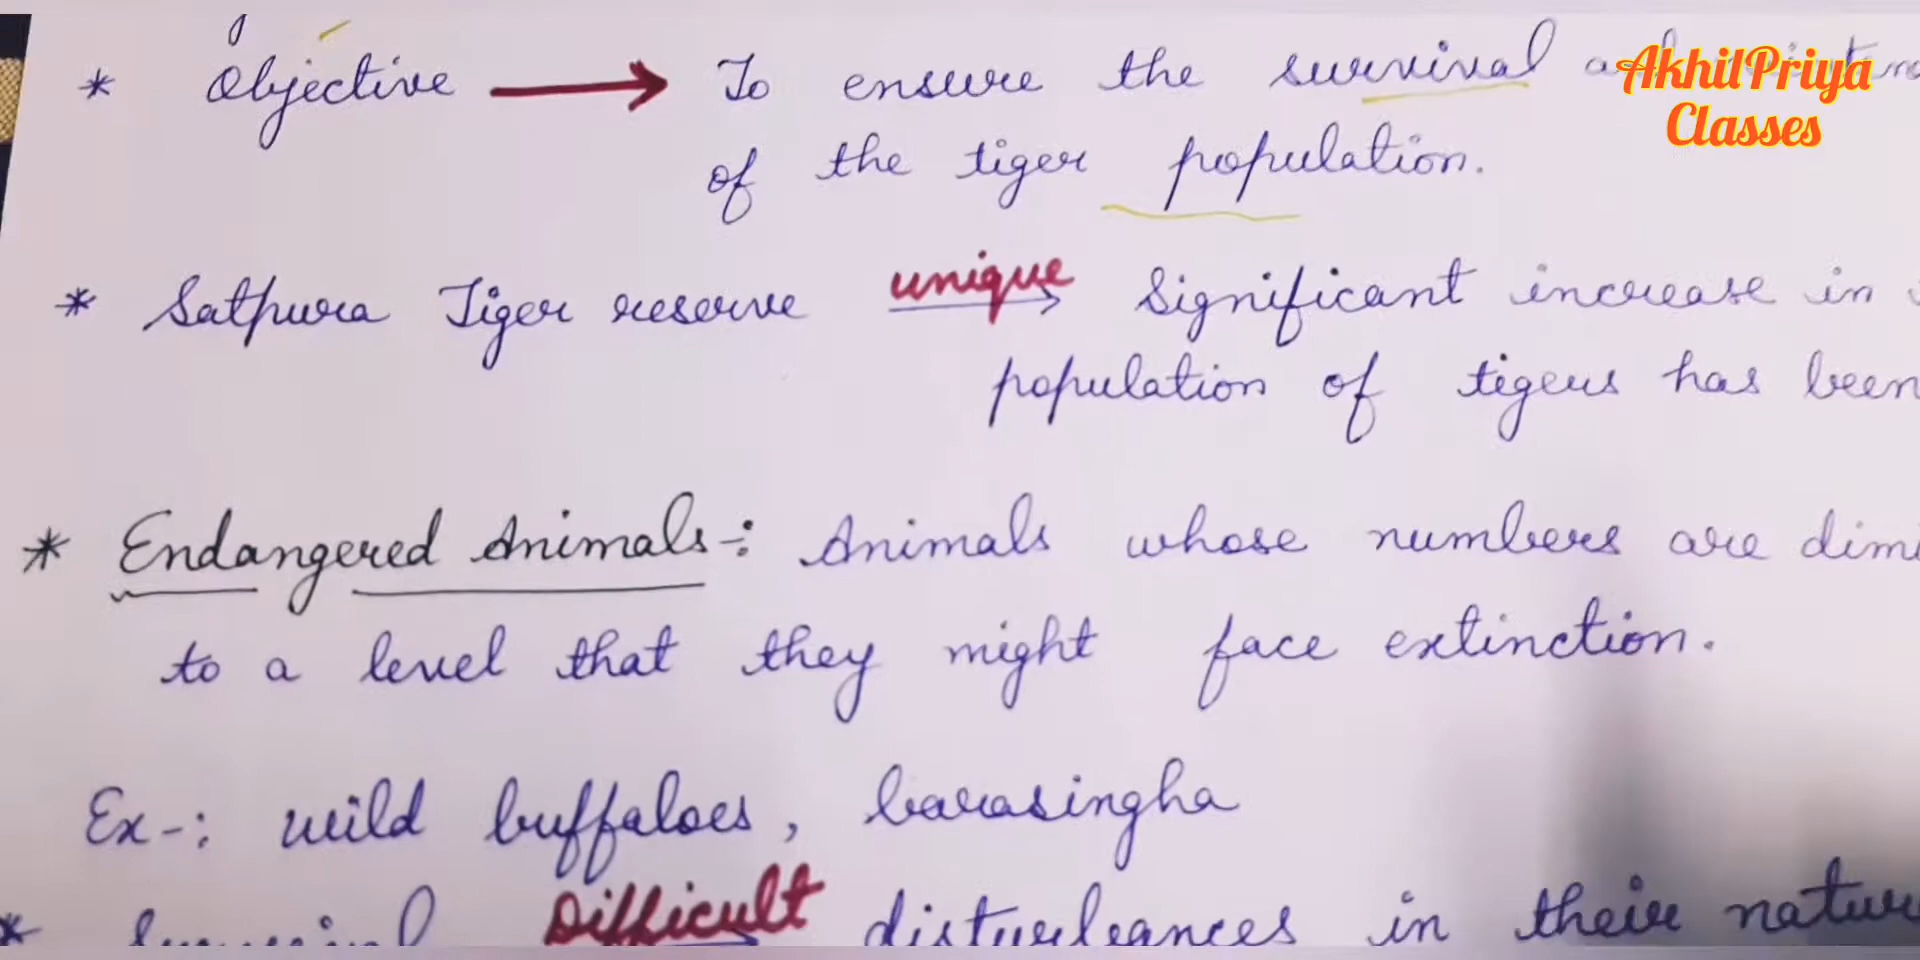 * Objective → To ensure the survival
of the tiger population.
* Satpura Tiger reserve unique → Significant increase in
population of tigers has been
* Endangered Animals-: Animals whose numbers are
to a level that they might face extinction.
Ex-: wild buffaloes, barasingha
* Survival Difficult disturbances in their
AkhilPriya
Classes